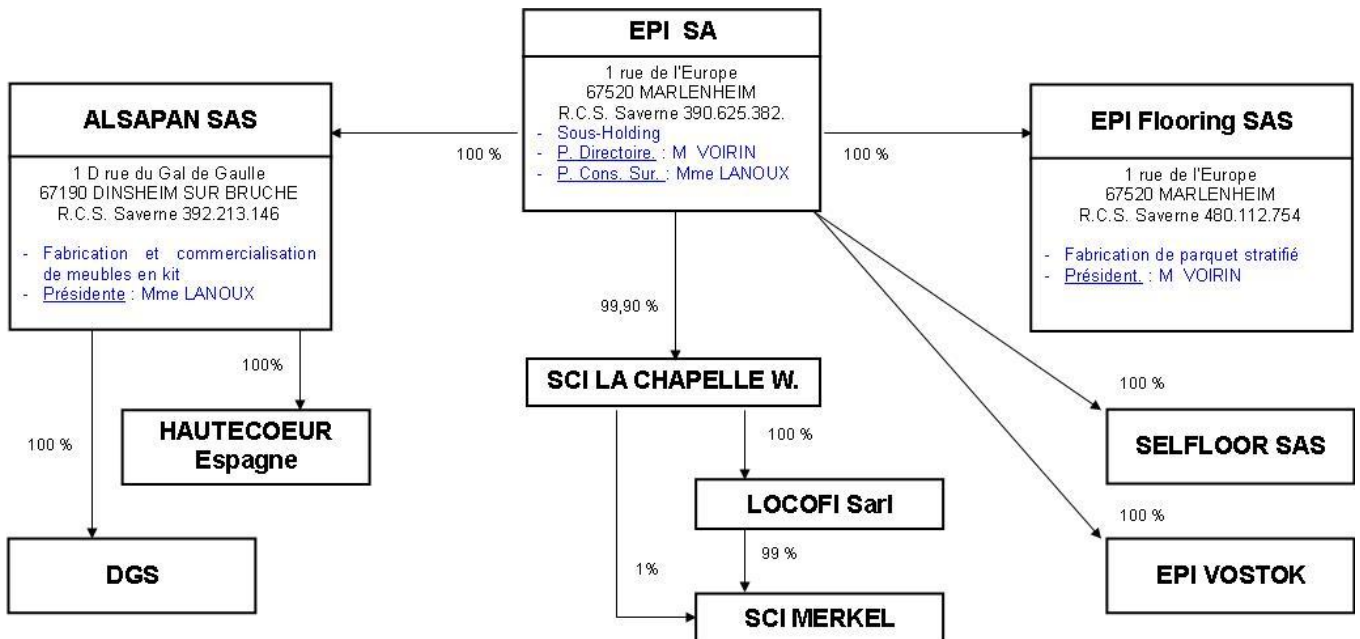 EPI SA
1 rue de l'Europe
67520 MARLENHEIM
R.C.S. Saverne 390.625.382.
- Sous-Holding
- P. Directoire. : M VOIRIN
- P. Cons. Sur. : Mme LANOUX
ALSAPAN SAS
1 D rue du Gal de Gaulle
67190 DINSHEIM SUR BRUCHE
R.C.S. Saverne 392.213.146
- Fabrication et commercialisation
de meubles en kit
- Présidente : Mme LANOUX
100 %
100 %
EPI Flooring SAS
1 rue de l'Europe
67520 MARLENHEIM
R.C.S. Saverne 480.112.754
- Fabrication de parquet stratifié
- Président. : M VOIRIN
99,90 %
100%
SCI LA CHAPELLE W.
100 %
HAUTECOEUR
Espagne
100 %
100 %
SELFLOOR SAS
LOCOFI Sarl
100 %
DGS
99 %
1%
EPI VOSTOK
SCI MERKEL